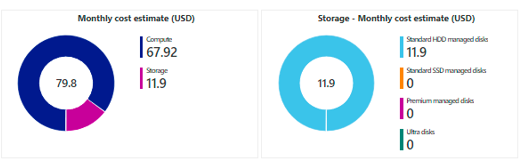 Monthly cost estimate (USD)
79.8
Compute
67.92
Storage
11.9
Storage - Monthly cost estimate (USD)
11.9
Standard HDD managed disks
11.9
Standard SSD managed disks
0
Premium managed disks
0
Ultra disks
0